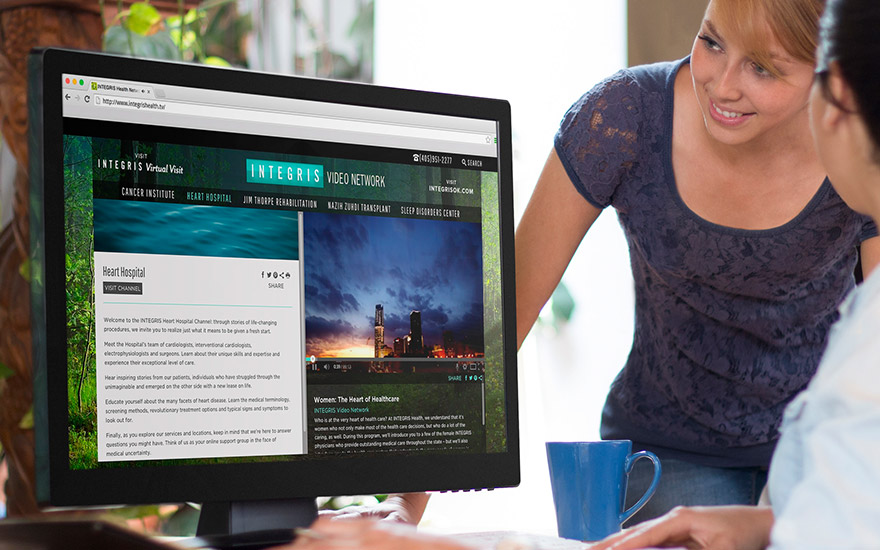 INTEGRIS Health Netw
http://www.integrishealth.tv/
(405)951-2277 SEARCH
VISIT
INTEGRIS Virtual Visit
INTEGRIS VIDEO NETWORK
VISIT
INTEGRISOK.COM
CANCER INSTITUTE HEART HOSPITAL JIM THORPE REHABILITATION NAZIH ZUHDI TRANSPLANT SLEEP DISORDERS CENTER
Heart Hospital
VISIT CHANNEL
SHARE
Welcome to the INTEGRIS Heart Hospital Channel: through stories of life-changing
procedures, we invite you to realize just what it means to be given a fresh start.
Meet the Hospital's team of cardiologists, interventional cardiologists,
electrophysiologists and surgeons. Learn about their unique skills and expertise and
experience their exceptional level of care.
Hear inspiring stories from our patients, individuals who have struggled through the
unimaginable and emerged on the other side with a new lease on life.
Educate yourself about the many facets of heart disease. Learn the medical terminology,
screening methods, revolutionary treatment options and typical signs and symptoms to
look out for.
Finally, as you explore our services and locations, keep in mind that we're here to answer
questions you might have. Think of us as your online support group in the face of
medical uncertainty.
SHARE
Women: The Heart of Healthcare
INTEGRIS Video Network
Who is at the very heart of health care? At INTEGRIS Health, we understand that it's
women who not only make most of the health care decisions, but who do a lot of the
caring, as well. During this program, we'll introduce you to a few of the female INTEGRIS
physicians who provide outstanding medical care throughout the state - but we'll also